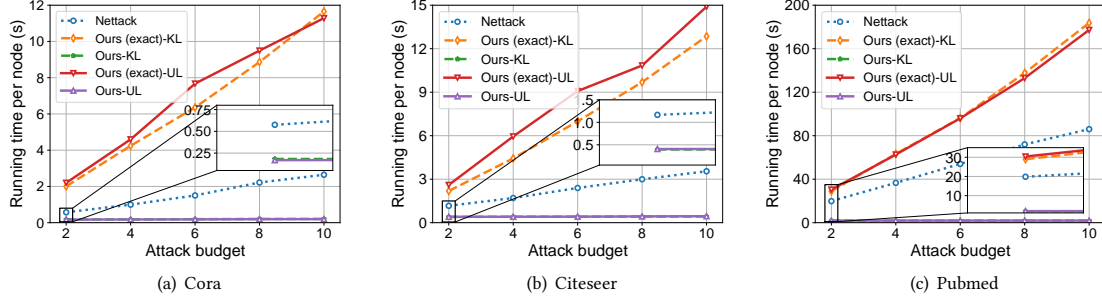 Running time per node (s)
12
10
8
6
4
2
0
Nettack
Ours (exact)-KL
Ours-KL
Ours (exact)-UL
Ours-UL
0.75
0.50
0.25
2 4 6 8 10
Attack budget
(a) Cora
Running time per node (s)
15
12
9
6
3
0
Nettack
Ours (exact)-KL
Ours-KL
Ours (exact)-UL
Ours-UL
1.5
1.0
0.5
2 4 6 8 10
Attack budget
(b) Citeseer
Running time per node (s)
200
160
120
80
40
0
Nettack
Ours (exact)-KL
Ours-KL
Ours (exact)-UL
Ours-UL
30
20
10
2 4 6 8 10
Attack budget
(c) Pubmed